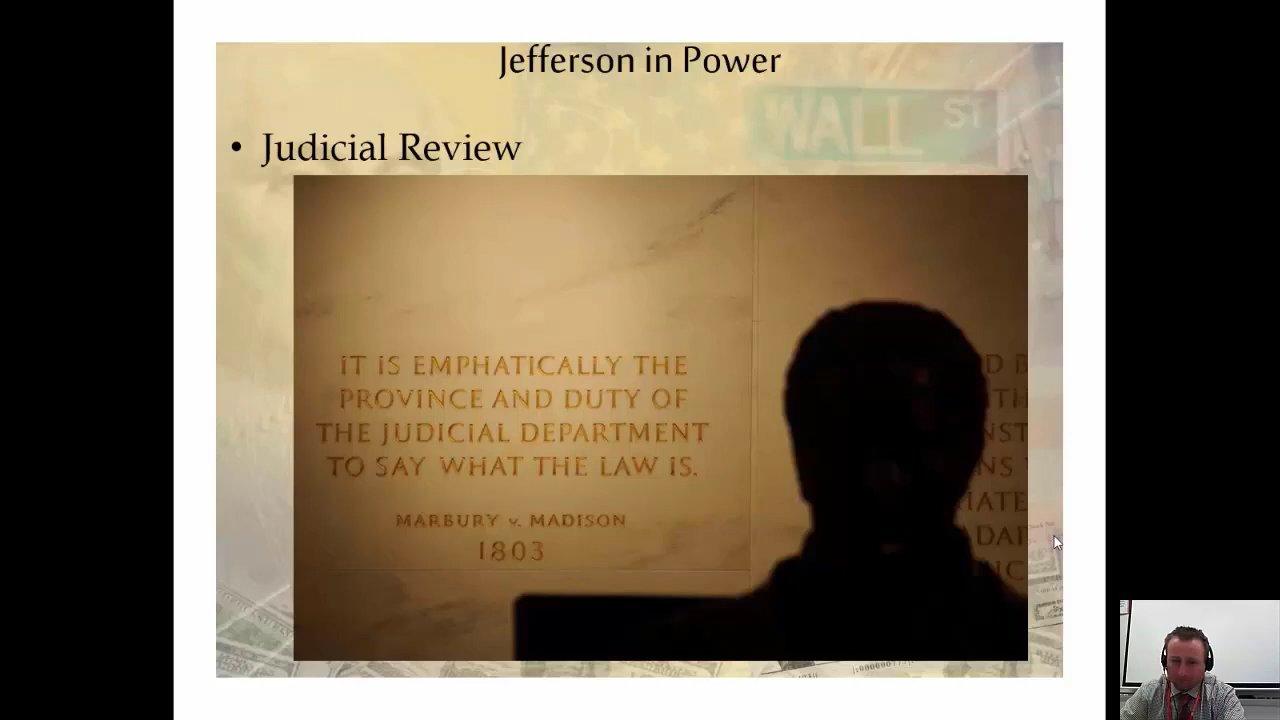 Jefferson in Power
WALL ST
• Judicial Review
IT IS EMPHATICALLY THE
PROVINCE AND DUTY OF
THE JUDICIAL DEPARTMENT
TO SAY WHAT THE LAW IS.
MARBURY v. MADISON
1803